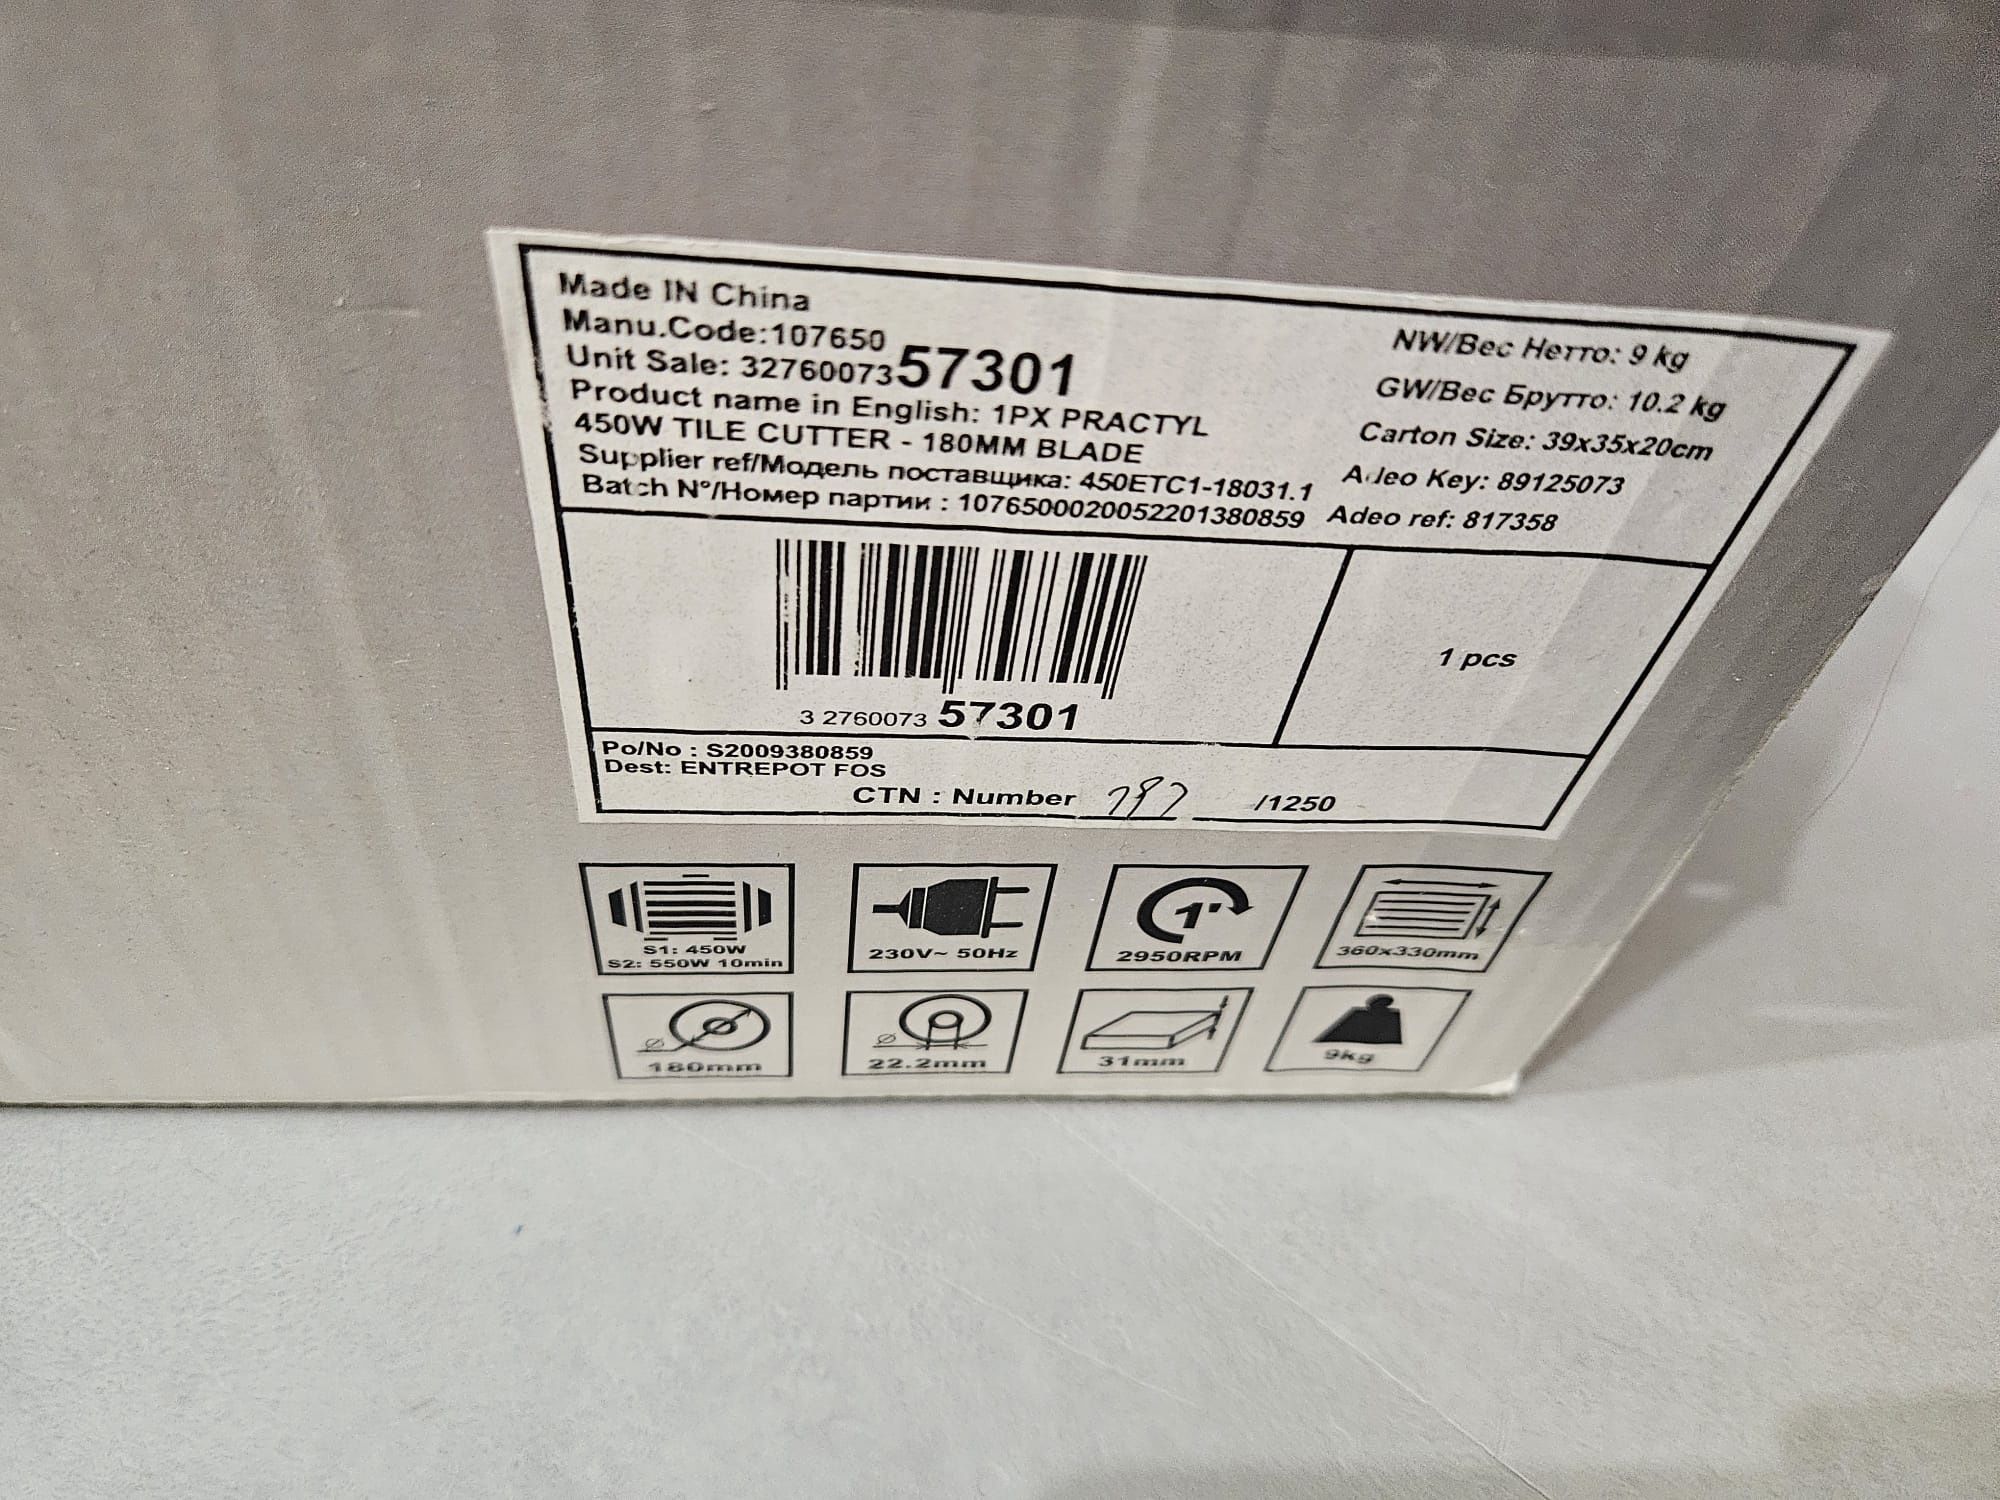 Made IN China
Manu.Code:107650
Unit Sale: 3276007357301
Product name in English: 1PX PRACTYL
450W TILE CUTTER - 180MM BLADE
Supplier ref/Модель поставщика: 450ETC1-18031.1
Batch N°/Номер партии : 1076500020052201380859
NW/Вес Нетто: 9 kg
GW/Вес Брутто: 10.2 kg
Carton Size: 39x35x20cm
Adeo Key: 89125073
Adeo ref: 817358
3 2760073 57301
1 pcs
Po/No : S2009380859
Dest: ENTREPOT FOS
CTN : Number /1250
S1: 450W
S2: 550W 10min
230V~ 50Hz
1'
2950RPM
360x330mm
Ø
180mm
Ø
22.2mm
31mm
9kg